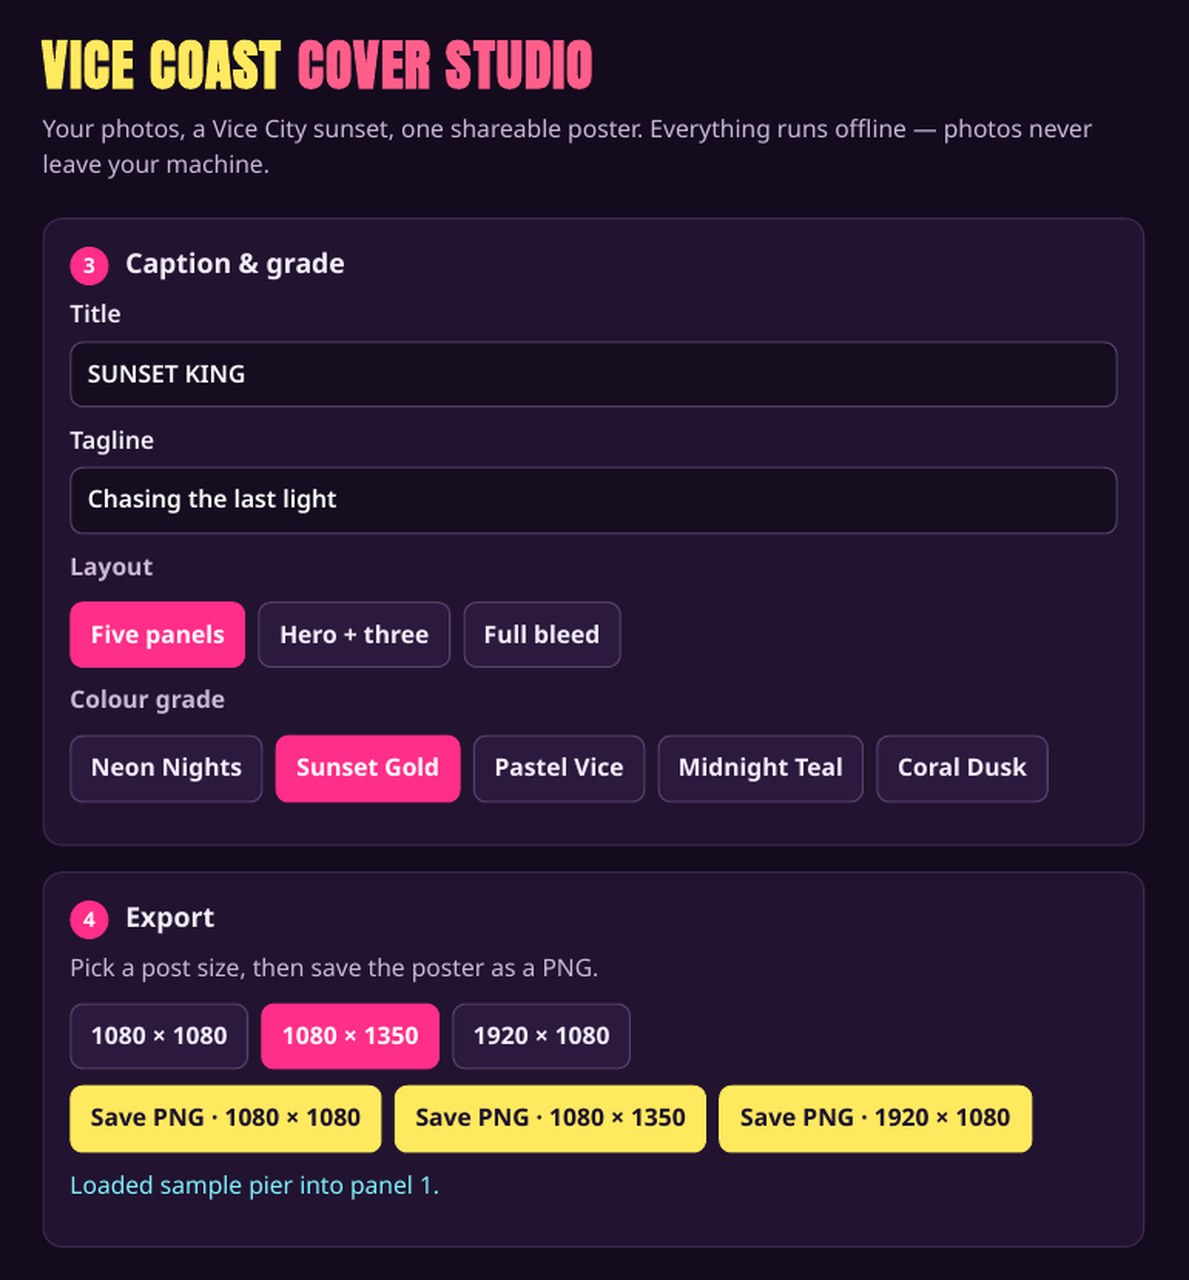 VICE COAST COVER STUDIO
Your photos, a Vice City sunset, one shareable poster. Everything runs offline — photos never
leave your machine.
3 Caption & grade
Title
SUNSET KING
Tagline
Chasing the last light
Layout
Five panels Hero + three Full bleed
Colour grade
Neon Nights Sunset Gold Pastel Vice Midnight Teal Coral Dusk
4 Export
Pick a post size, then save the poster as a PNG.
1080 × 1080 1080 × 1350 1920 × 1080
Save PNG · 1080 × 1080 Save PNG · 1080 × 1350 Save PNG · 1920 × 1080
Loaded sample pier into panel 1.